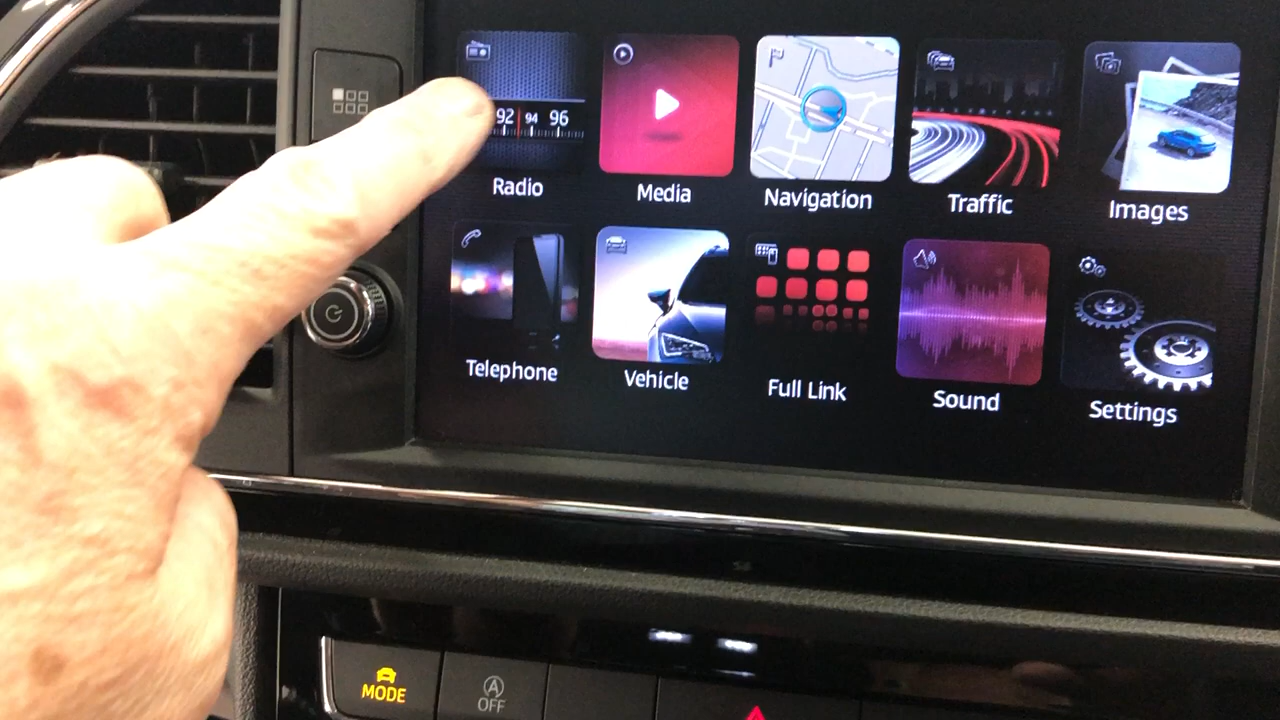 92 94 96
Radio
Media
Navigation
Traffic
Images
Telephone
Vehicle
Full Link
Sound
Settings
MODE
A
OFF